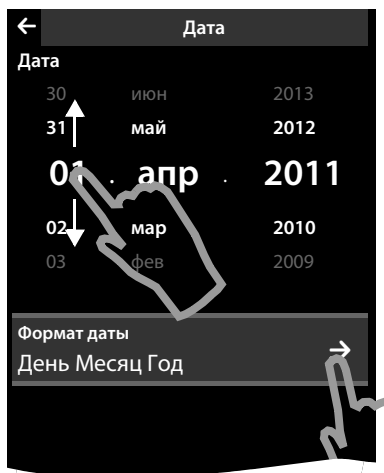 Дата
Дата
30 июн 2013
31 май 2012
01 . апр . 2011
02 мар 2010
03 фев 2009
Формат даты
День Месяц Год